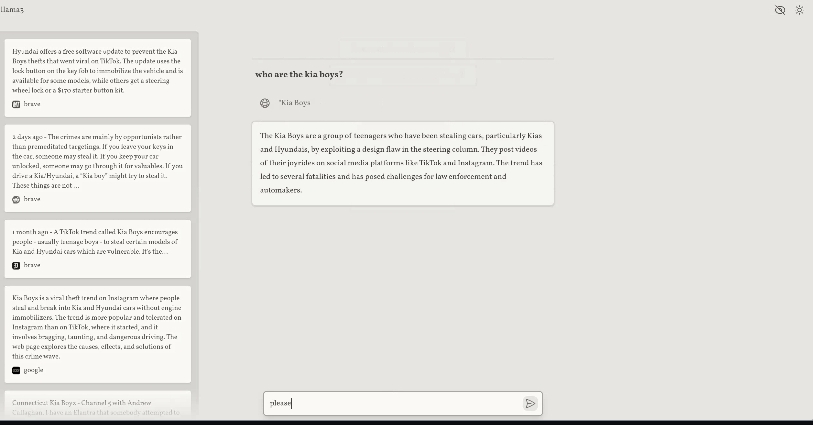 llama3
Hyundai offers a free software update to prevent the Kia
Boys thefts that went viral on TikTok. The update uses the
lock button on the key fob to immobilize the vehicle and is
available for some models, while others get a steering
wheel lock or a $170 starter button kit.
brave
2 days ago - The crimes are mainly by opportunists rather
than premeditated targetings. If you leave your keys in
the car, someone may steal it. If you keep your car
unlocked, someone may go through it for valuables. If you
drive a Kia/Hyundai, a "Kia boy" might try to steal it.
These things are not ...
brave
1 month ago - A TikTok trend called Kia Boys encourages
people - usually teenage boys - to steal certain models of
Kia and Hyundai cars which are vulnerable. It's the...
brave
Kia Boys is a viral theft trend on Instagram where people
steal and break into Kia and Hyundai cars without engine
immobilizers. The trend is more popular and tolerated on
Instagram than on TikTok, where it started, and it
involves bragging, taunting, and dangerous driving. The
web page explores the causes, effects, and solutions of
this crime wave.
google
Connecticut Kia Boyz - Channel 5 with Andrew
Callaghan. I have an Elantra that somebody attempted to
who are the kia boys?
"Kia Boys
The Kia Boys are a group of teenagers who have been stealing cars, particularly Kias
and Hyundais, by exploiting a design flaw in the steering column. They post videos
of their joyrides on social media platforms like TikTok and Instagram. The trend has
led to several fatalities and has posed challenges for law enforcement and
automakers.
please